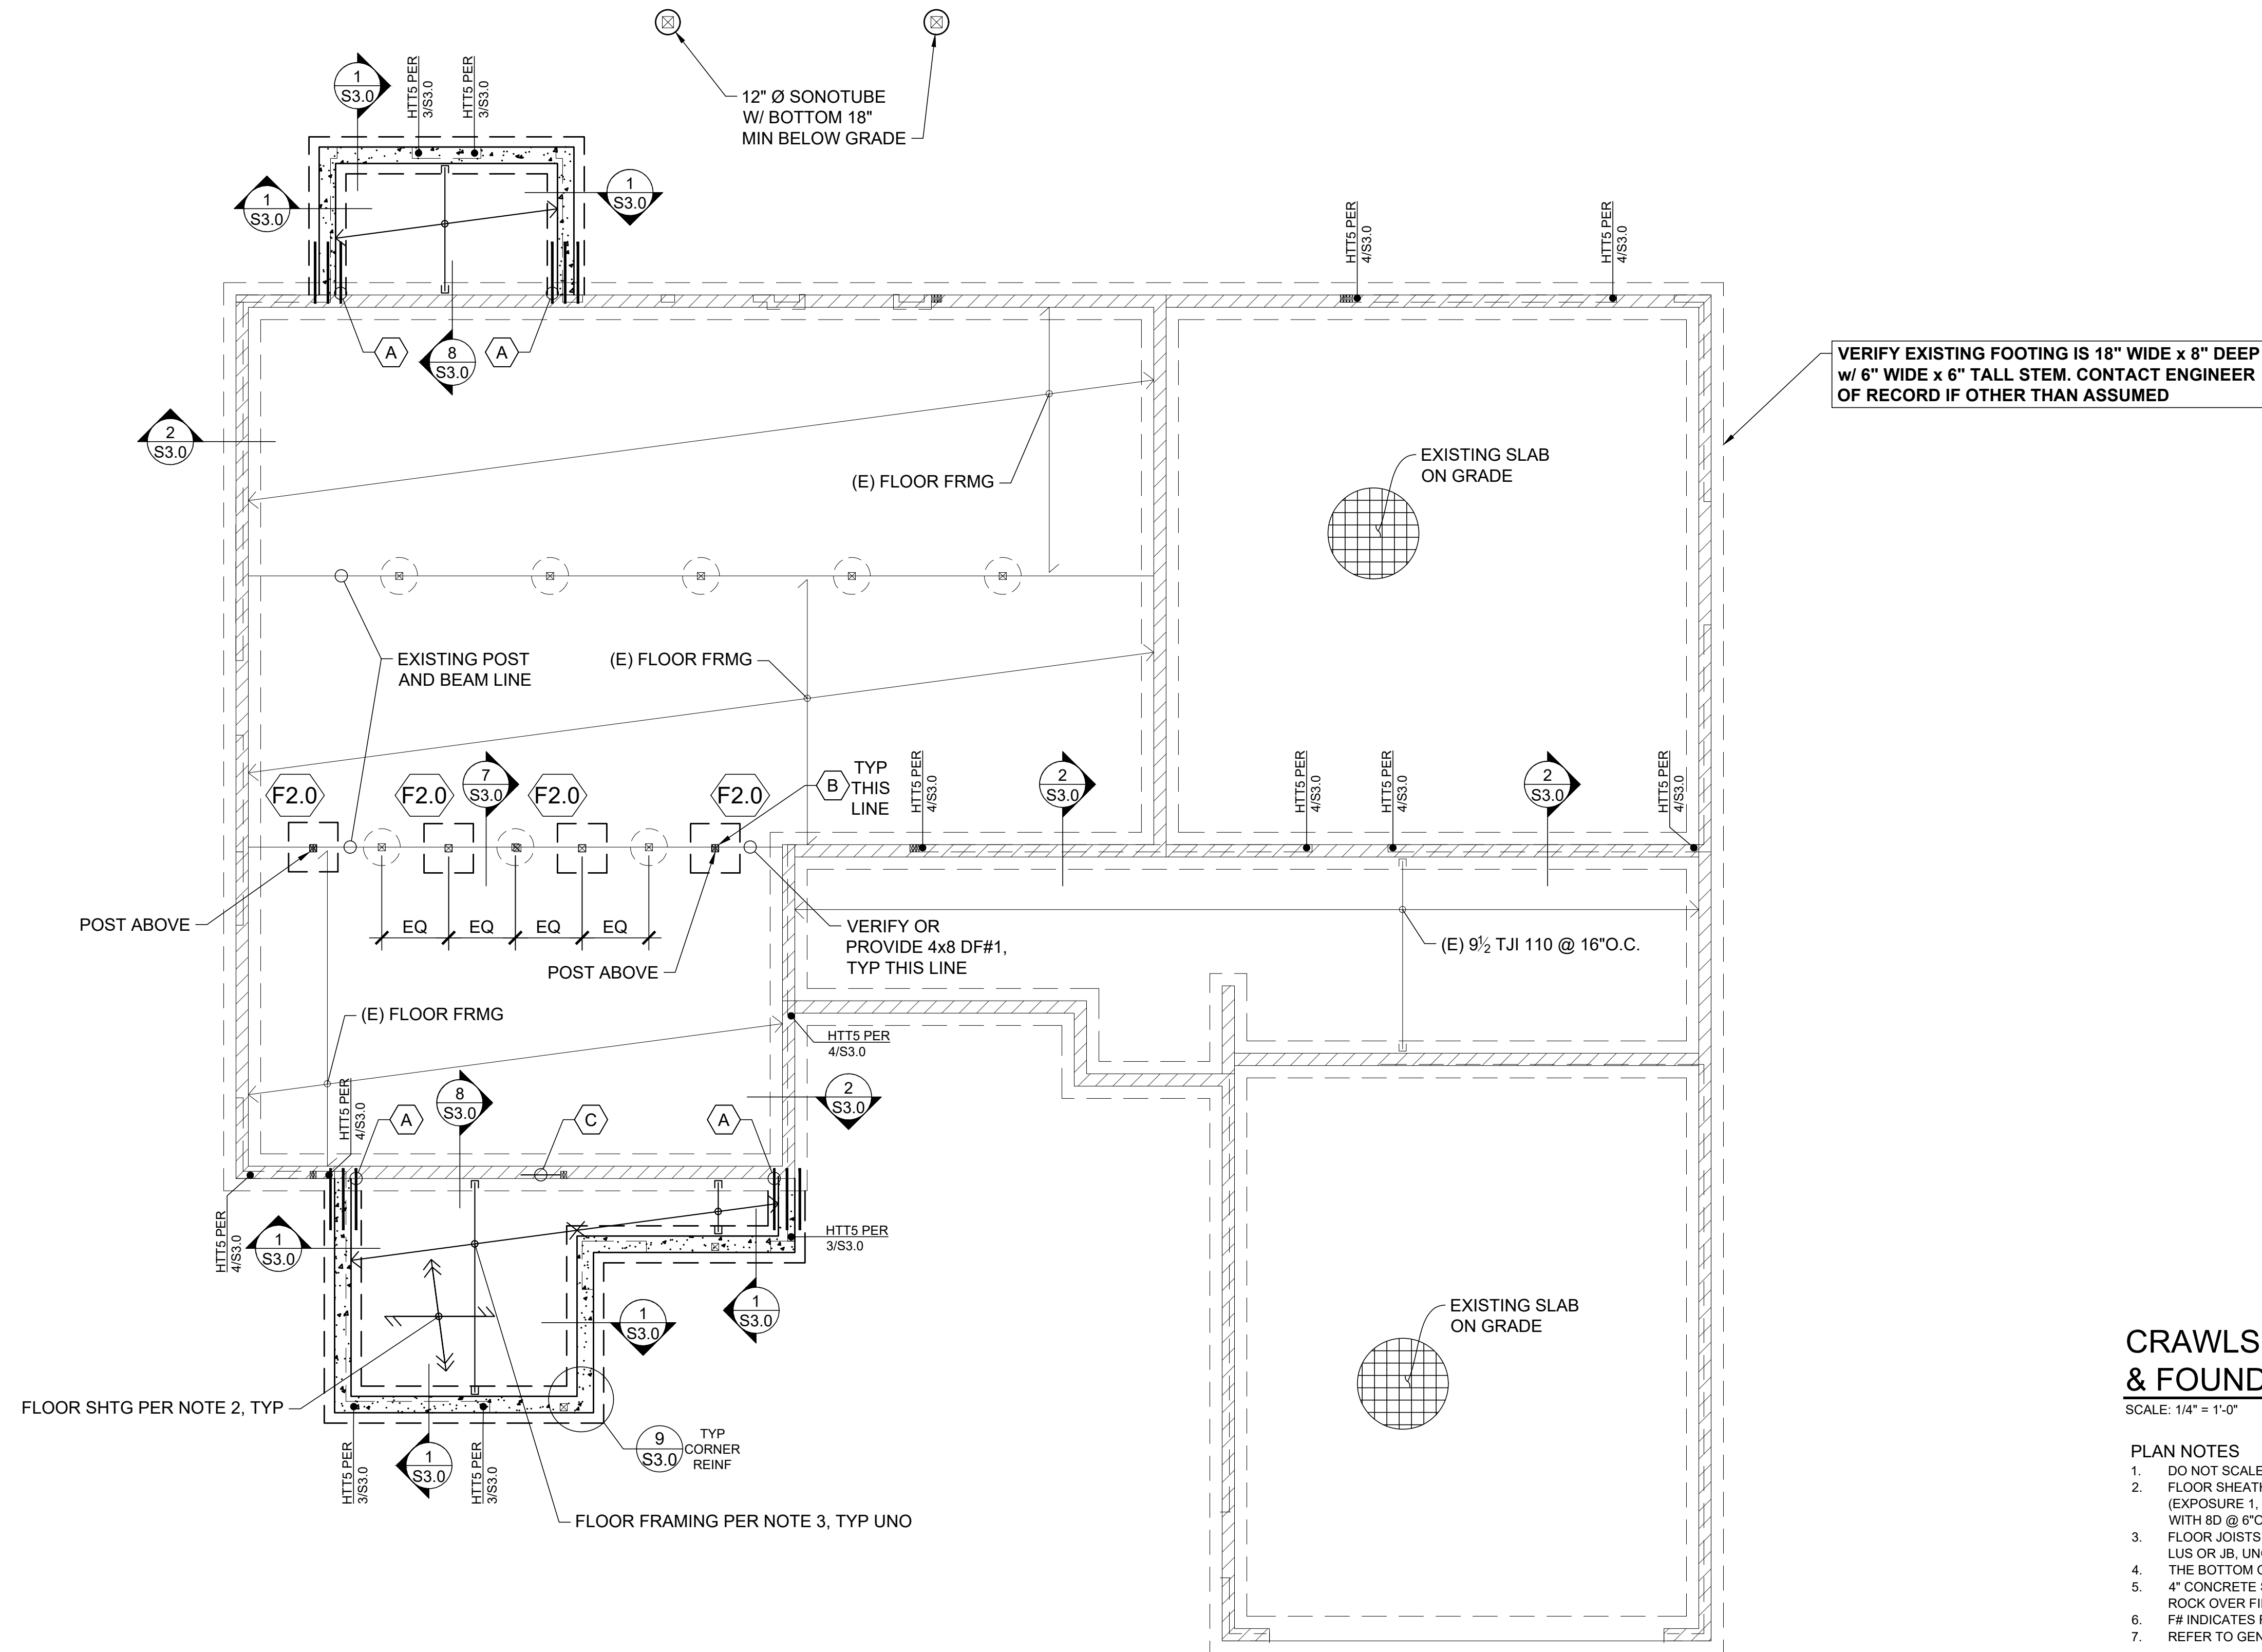 12" Ø SONOTUBE
W/ BOTTOM 18"
MIN BELOW GRADE
1
S3.0
HTT5 PER
3/S3.0
HTT5 PER
3/S3.0
1
S3.0
1
S3.0
HTT5 PER
4/S3.0
HTT5 PER
4/S3.0
A
8
S3.0
A
VERIFY EXISTING FOOTING IS 18" WIDE x 8" DEEP
w/ 6" WIDE x 6" TALL STEM. CONTACT ENGINEER
OF RECORD IF OTHER THAN ASSUMED
2
S3.0
(E) FLOOR FRMG
EXISTING SLAB
ON GRADE
EXISTING POST
AND BEAM LINE
(E) FLOOR FRMG
F2.0
F2.0
7
S3.0
F2.0
F2.0
B
TYP
THIS
LINE
HTT5 PER
4/S3.0
2
S3.0
HTT5 PER
4/S3.0
HTT5 PER
4/S3.0
2
S3.0
HTT5 PER
4/S3.0
POST ABOVE
EQ
EQ
EQ
EQ
POST ABOVE
VERIFY OR
PROVIDE 4x8 DF#1,
TYP THIS LINE
(E) 9½ TJI 110 @ 16"O.C.
(E) FLOOR FRMG
HTT5 PER
4/S3.0
HTT5 PER
4/S3.0
A
8
S3.0
C
A
2
S3.0
HTT5 PER
4/S3.0
1
S3.0
HTT5 PER
3/S3.0
1
S3.0
1
S3.0
EXISTING SLAB
ON GRADE
FLOOR SHTG PER NOTE 2, TYP
HTT5 PER
3/S3.0
1
S3.0
HTT5 PER
3/S3.0
9
S3.0
TYP
CORNER
REINF
FLOOR FRAMING PER NOTE 3, TYP UNO
CRAWLS
& FOUND
SCALE: 1/4" = 1'-0"
PLAN NOTES
1. DO NOT SCALE
2. FLOOR SHEATH
(EXPOSURE 1,
WITH 8D @ 6"O
3. FLOOR JOISTS
LUS OR JB, UN
4. THE BOTTOM
5. 4" CONCRETE
ROCK OVER FI
6. F# INDICATES
7. REFER TO GEN